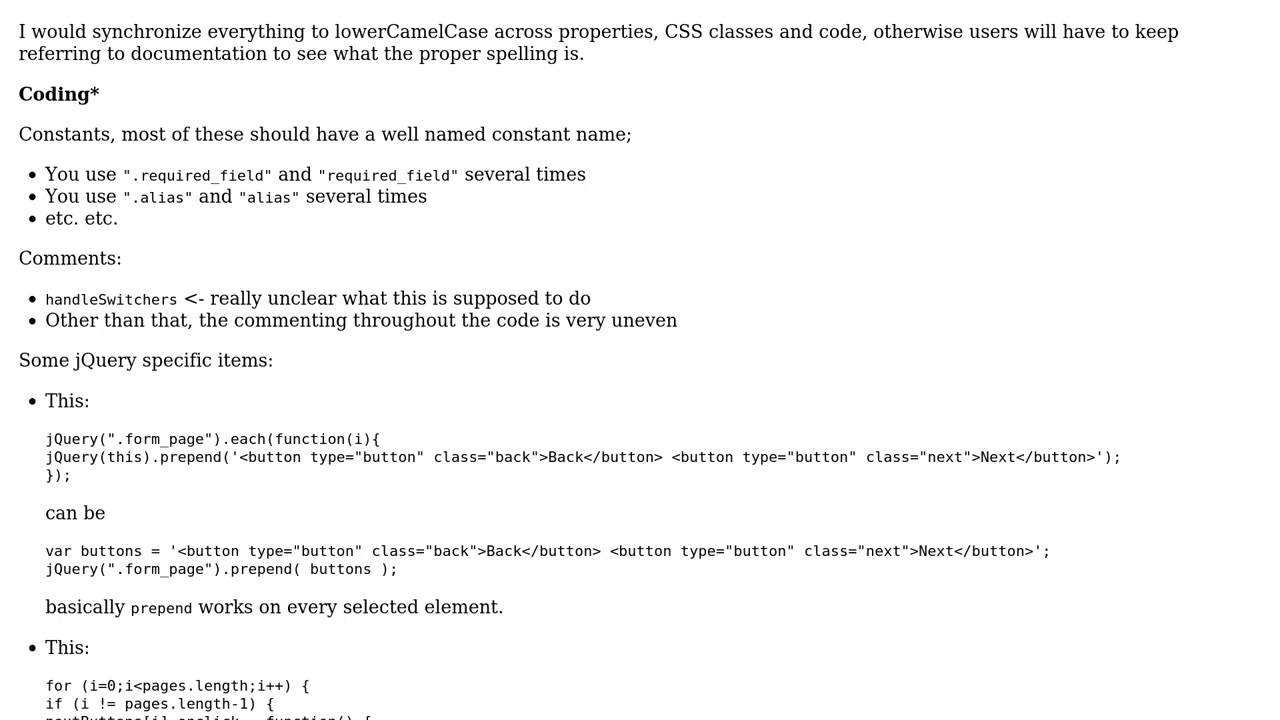 I would synchronize everything to lowerCamelCase across properties, CSS classes and code, otherwise users will have to keep
referring to documentation to see what the proper spelling is.
Coding*
Constants, most of these should have a well named constant name;
You use ".required_field" and "required_field" several times
You use ".alias" and "alias" several times
etc. etc.
Comments:
handleSwitchers <- really unclear what this is supposed to do
Other than that, the commenting throughout the code is very uneven
Some jQuery specific items:
This:
jQuery(".form_page").each(function(i){
jQuery(this).prepend('<button type="button" class="back">Back</button> <button type="button" class="next">Next</button>');
});
can be
var buttons = '<button type="button" class="back">Back</button> <button type="button" class="next">Next</button>';
jQuery(".form_page").prepend( buttons );
basically prepend works on every selected element.
This:
for (i=0;i<pages.length;i++) {
if (i != pages.length-1) {
nextButtons[i].onclick = function() {